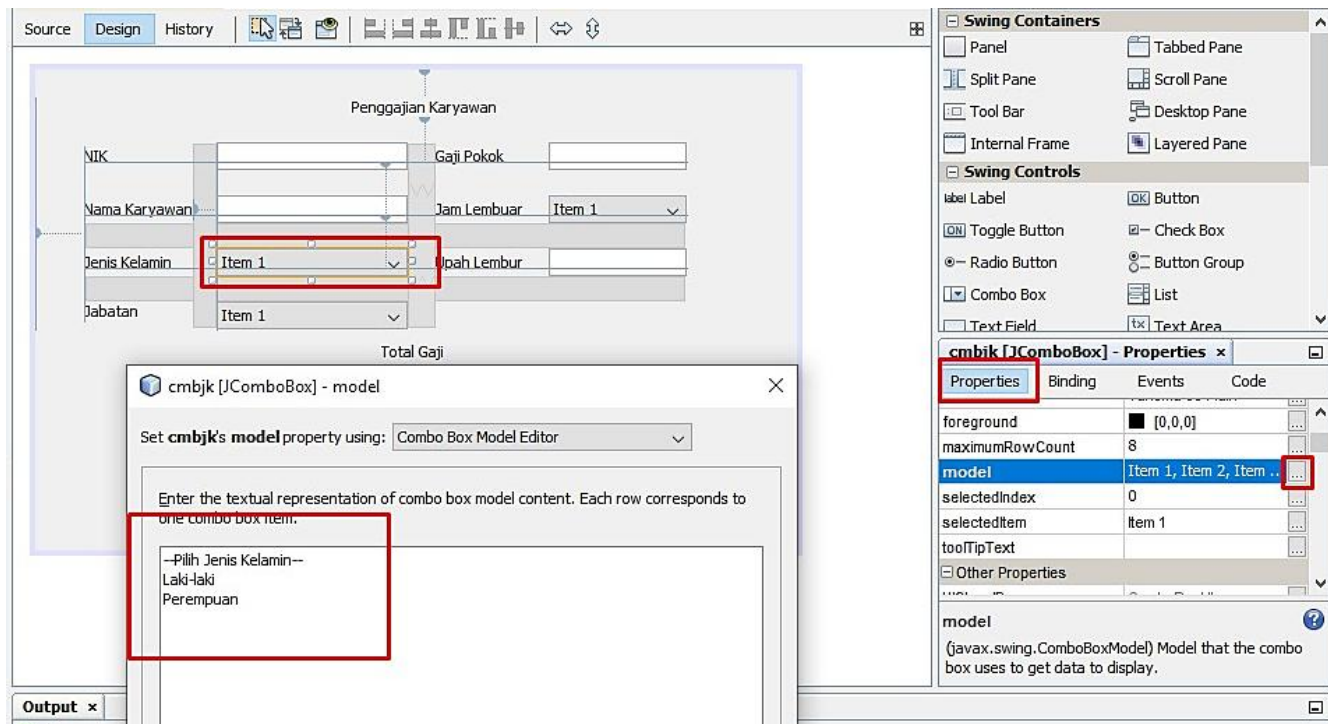 Source Design History
Penggajian Karyawan
NIK
Gaji Pokok
Nama Karyawan
Jam Lembuar
Item 1
Jenis Kelamin
Item 1
Upah Lembur
Jabatan
Item 1
Total Gaji
cmbjk [JComboBox] - model
Set cmbjk's model property using: Combo Box Model Editor
Enter the textual representation of combo box model content. Each row corresponds to
one combo box item.
--Pilih Jenis Kelamin--
Laki-laki
Perempuan
Output
Swing Containers
Panel Tabbed Pane
Split Pane Scroll Pane
Tool Bar Desktop Pane
Internal Frame Layered Pane
Swing Controls
label Label OK Button
ON Toggle Button Check Box
Radio Button Button Group
Combo Box List
Text Field Text Area
cmbjk [JComboBox] - Properties
Properties Binding Events Code
foreground [0,0,0]
maximumRowCount 8
model Item 1, Item 2, Item ...
selectedIndex 0
selectedItem Item 1
toolTipText
Other Properties
model
(javax.swing.ComboBoxModel) Model that the combo
box uses to get data to display.